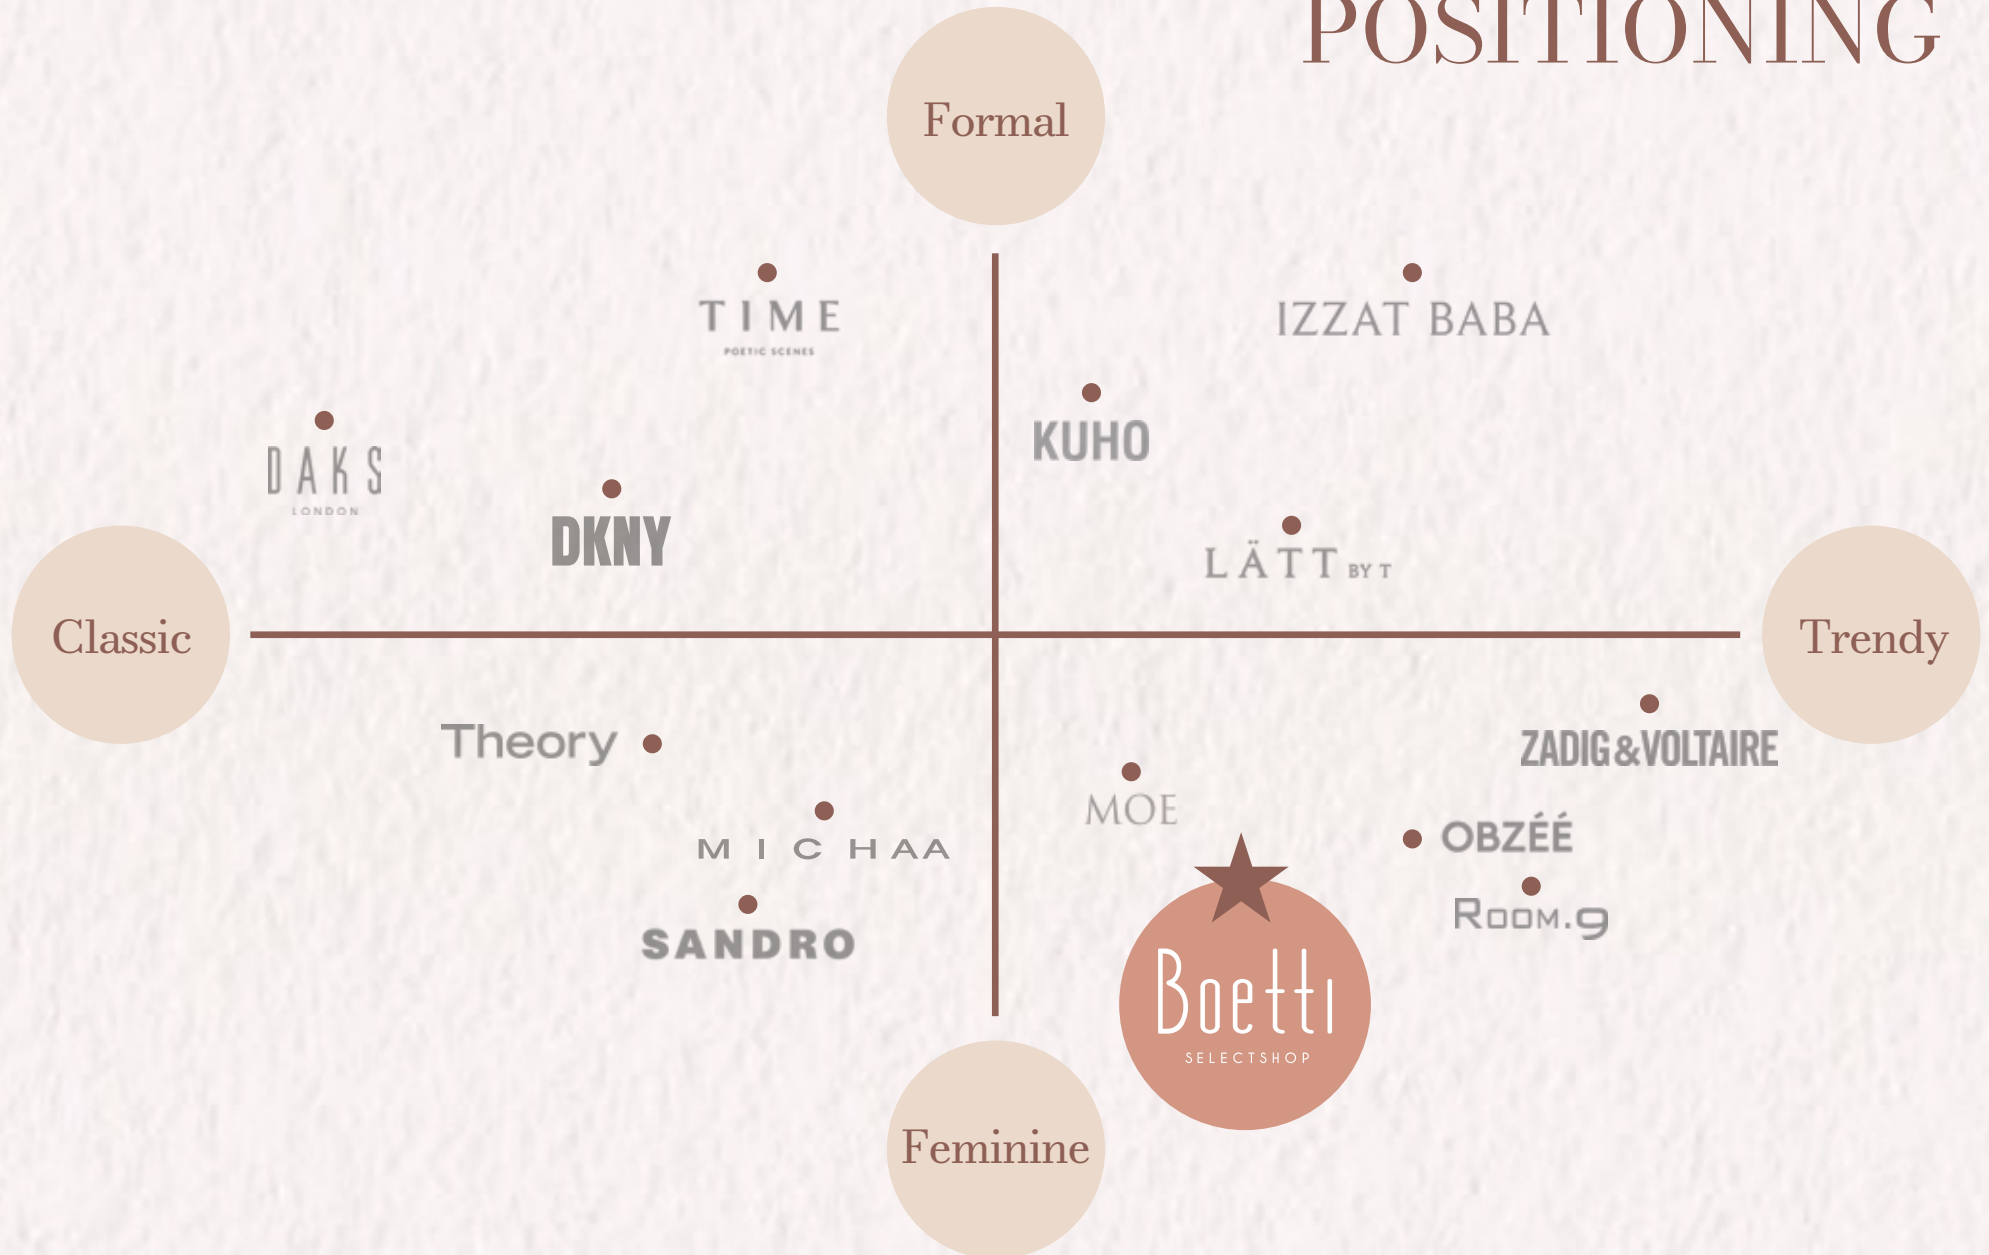 POSITIONING
Formal
TIME
POETIC SCENES
IZZAT BABA
KUHO
DAKS
LONDON
DKNY
LÄTT BY T
Classic
Trendy
Theory
ZADIG&VOLTAIRE
MOE
OBZÉÉ
MICHAA
ROOM.9
SANDRO
Boetti
SELECTSHOP
Feminine